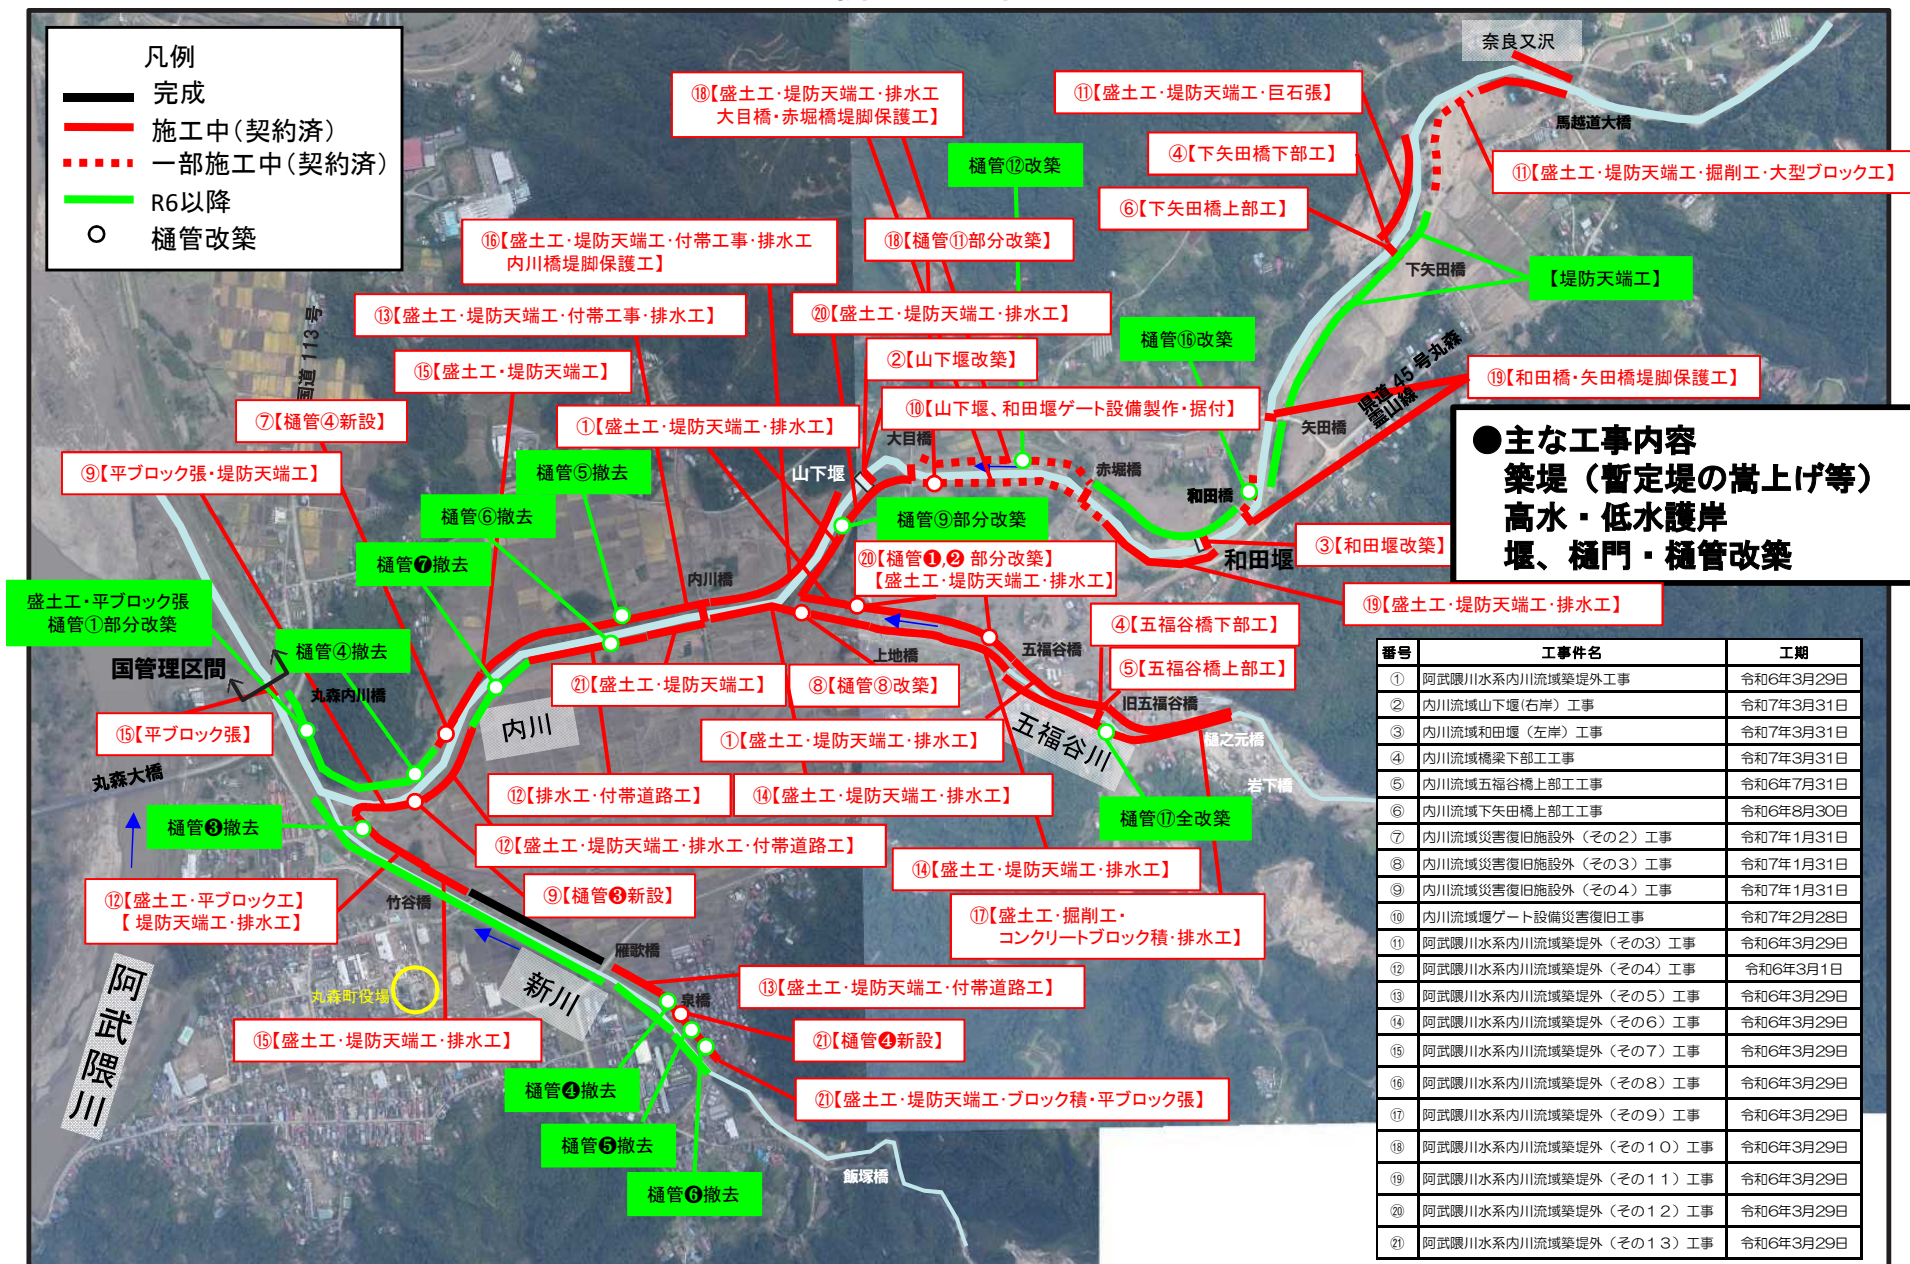 凡例
完成
施工中(契約済)
一部施工中(契約済)
R6以降
樋管改築
奈良又沢
馬越道大橋
⑱【盛土工・堤防天端工・排水工
大目橋・赤堀橋堤脚保護工】
⑪【盛土工・堤防天端工・巨石張】
④【下矢田橋下部工】
樋管⑫改築
⑪【盛土工・堤防天端工・掘削工・大型ブロック工】
⑥【下矢田橋上部工】
⑯【盛土工・堤防天端工・付帯工事・排水工
内川橋堤脚保護工】
⑱【樋管⑪部分改築】
下矢田橋
【堤防天端工】
国道 113 号
⑬【盛土工・堤防天端工・付帯工事・排水工】
⑳【盛土工・堤防天端工・排水工】
樋管⑯改築
②【山下堰改築】
⑮【盛土工・堤防天端工】
県道 45 号丸森
霊山線
⑲【和田橋・矢田橋堤脚保護工】
⑦【樋管④新設】
①【盛土工・堤防天端工・排水工】
⑩【山下堰、和田堰ゲート設備製作・据付】
大目橋
矢田橋
●主な工事内容
築堤（暫定堤の嵩上げ等）
高水・低水護岸
堰、樋門・樋管改築
⑨【平ブロック張・堤防天端工】
樋管⑤撤去
山下堰
赤堀橋
和田橋
樋管⑥撤去
樋管⑨部分改築
③【和田堰改築】
和田堰
樋管❼撤去
内川橋
⑳【樋管❶,❷ 部分改築】
【盛土工・堤防天端工・排水工】
盛土工・平ブロック張
樋管①部分改築
⑲【盛土工・堤防天端工・排水工】
樋管④撤去
国管理区間
丸森内川橋
上地橋
五福谷橋
④【五福谷橋下部工】
⑤【五福谷橋上部工】
㉑【盛土工・堤防天端工】
⑧【樋管⑧改築】
旧五福谷橋
内川
五福谷川
樋之元橋
⑮【平ブロック張】
①【盛土工・堤防天端工・排水工】
丸森大橋
岩下橋
⑫【排水工・付帯道路工】
⑭【盛土工・堤防天端工・排水工】
樋管⑰全改築
樋管❸撤去
⑫【盛土工・堤防天端工・排水工・付帯道路工】
⑭【盛土工・堤防天端工・排水工】
⑫【盛土工・平ブロック工】
【 堤防天端工・排水工】
竹谷橋
⑨【樋管❸新設】
⑰【盛土工・掘削工・
コンクリートブロック積・排水工】
雁歌橋
阿武隈川
丸森町役場
新川
⑬【盛土工・堤防天端工・付帯道路工】
泉橋
⑮【盛土工・堤防天端工・排水工】
㉑【樋管❹新設】
樋管❹撤去
㉑【盛土工・堤防天端工・ブロック積・平ブロック張】
樋管❺撤去
飯塚橋
樋管❻撤去
番号 工事件名 工期
① 阿武隈川水系内川流域築堤外工事 令和6年3月29日
② 内川流域山下堰(右岸）工事 令和7年3月31日
③ 内川流域和田堰（左岸）工事 令和7年3月31日
④ 内川流域橋梁下部工工事 令和7年3月31日
⑤ 内川流域五福谷橋上部工工事 令和6年7月31日
⑥ 内川流域下矢田橋上部工工事 令和6年8月30日
⑦ 内川流域災害復旧施設外（その2）工事 令和7年1月31日
⑧ 内川流域災害復旧施設外（その3）工事 令和7年1月31日
⑨ 内川流域災害復旧施設外（その4）工事 令和7年1月31日
⑩ 内川流域堰ゲート設備災害復旧工事 令和7年2月28日
⑪ 阿武隈川水系内川流域築堤外（その3）工事 令和6年3月29日
⑫ 阿武隈川水系内川流域築堤外（その4）工事 令和6年3月1日
⑬ 阿武隈川水系内川流域築堤外（その5）工事 令和6年3月29日
⑭ 阿武隈川水系内川流域築堤外（その6）工事 令和6年3月29日
⑮ 阿武隈川水系内川流域築堤外（その7）工事 令和6年3月29日
⑯ 阿武隈川水系内川流域築堤外（その8）工事 令和6年3月29日
⑰ 阿武隈川水系内川流域築堤外（その9）工事 令和6年3月29日
⑱ 阿武隈川水系内川流域築堤外（その10）工事 令和6年3月29日
⑲ 阿武隈川水系内川流域築堤外（その11）工事 令和6年3月29日
⑳ 阿武隈川水系内川流域築堤外（その12）工事 令和6年3月29日
㉑ 阿武隈川水系内川流域築堤外（その13）工事 令和6年3月29日